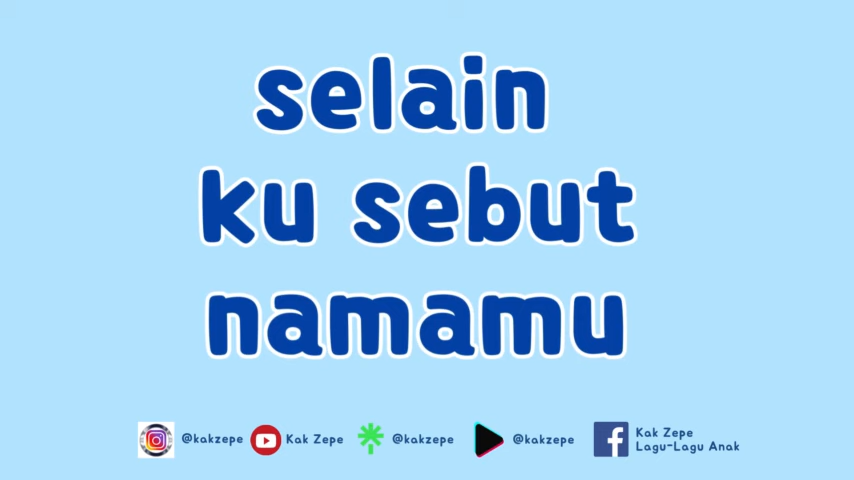 selain
ku sebut
namamu
@kakzepe Kak Zepe @kakzepe @kakzepe Kak Zepe
Lagu-Lagu Anak